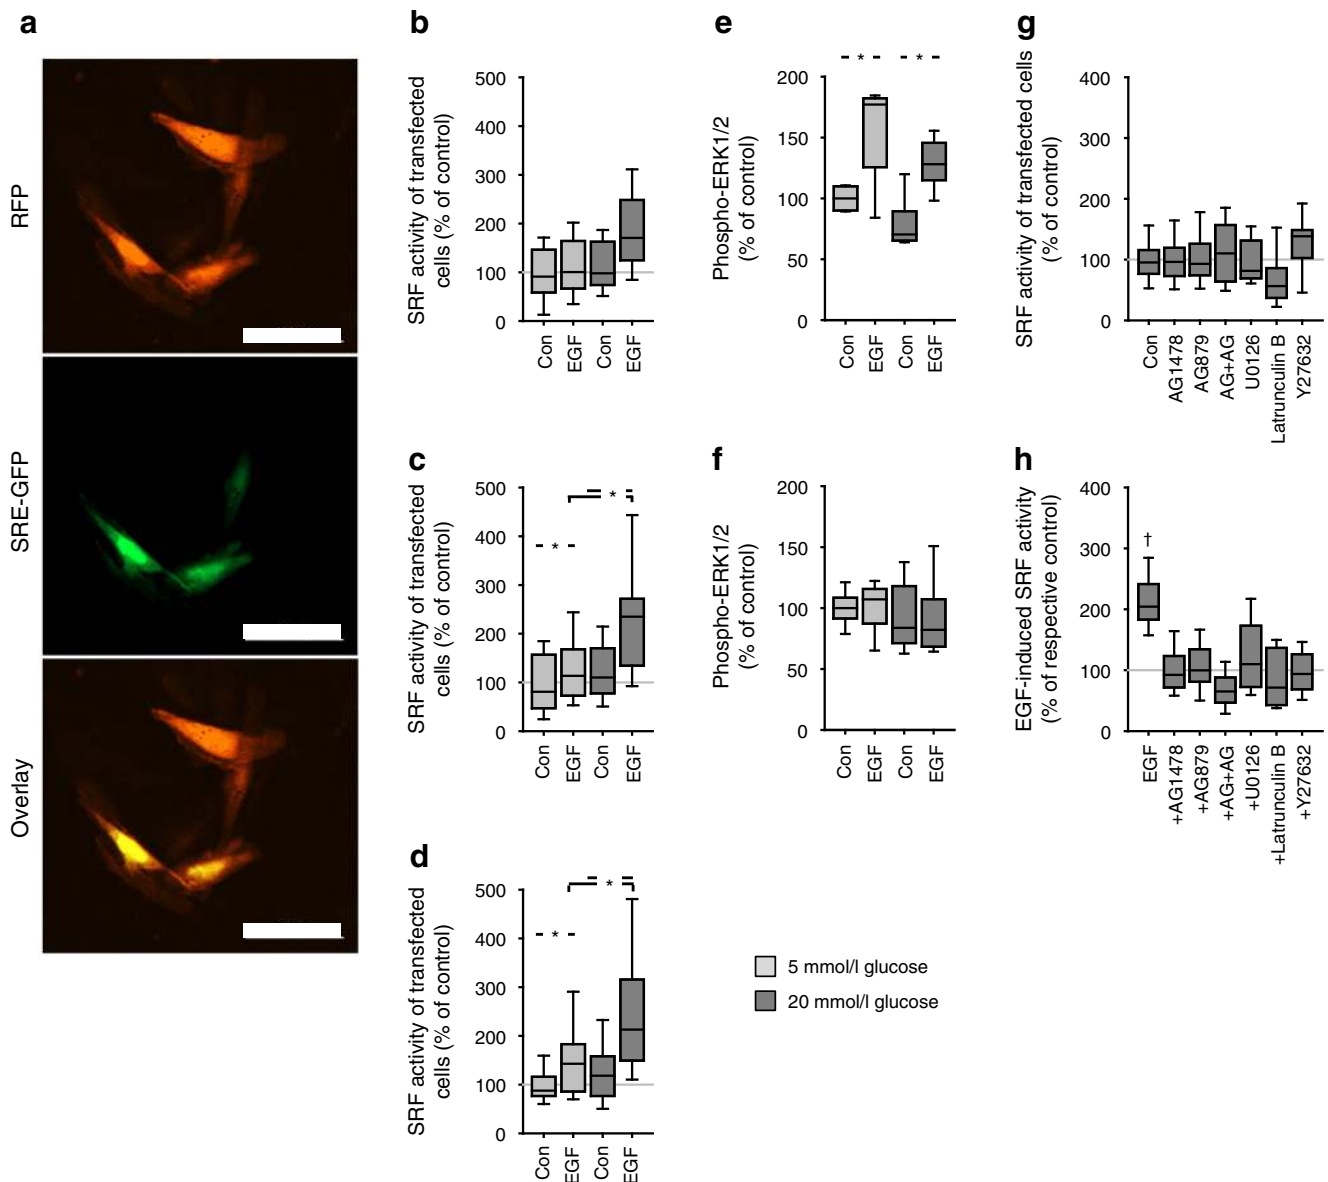 a
RFP
SRE-GFP
Overlay
b
SRF activity of transfected
cells (% of control)
500
400
300
200
100
0
Con
EGF
Con
EGF
c
SRF activity of transfected
cells (% of control)
500
400
300
200
100
0
*
*
Con
EGF
Con
EGF
d
SRF activity of transfected
cells (% of control)
500
400
300
200
100
0
*
*
Con
EGF
Con
EGF
e
Phospho-ERK1/2
(% of control)
200
150
100
50
0
*
*
Con
EGF
Con
EGF
f
Phospho-ERK1/2
(% of control)
200
150
100
50
0
Con
EGF
Con
EGF
5 mmol/l glucose
20 mmol/l glucose
g
SRF activity of transfected cells
(% of control)
400
300
200
100
0
Con
AG1478
AG879
AG+AG
U0126
Latrunculin B
Y27632
h
EGF-induced SRF activity
(% of respective control)
400
300
200
100
0
†
EGF
+AG1478
+AG879
+AG+AG
+U0126
+Latrunculin B
+Y27632